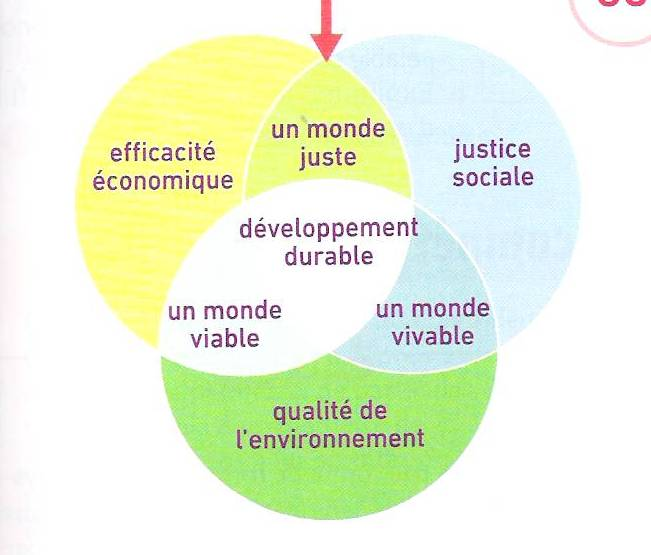 un monde
juste
efficacité
économique
justice
sociale
développement
durable
un monde
viable
un monde
vivable
qualité de
l'environnement